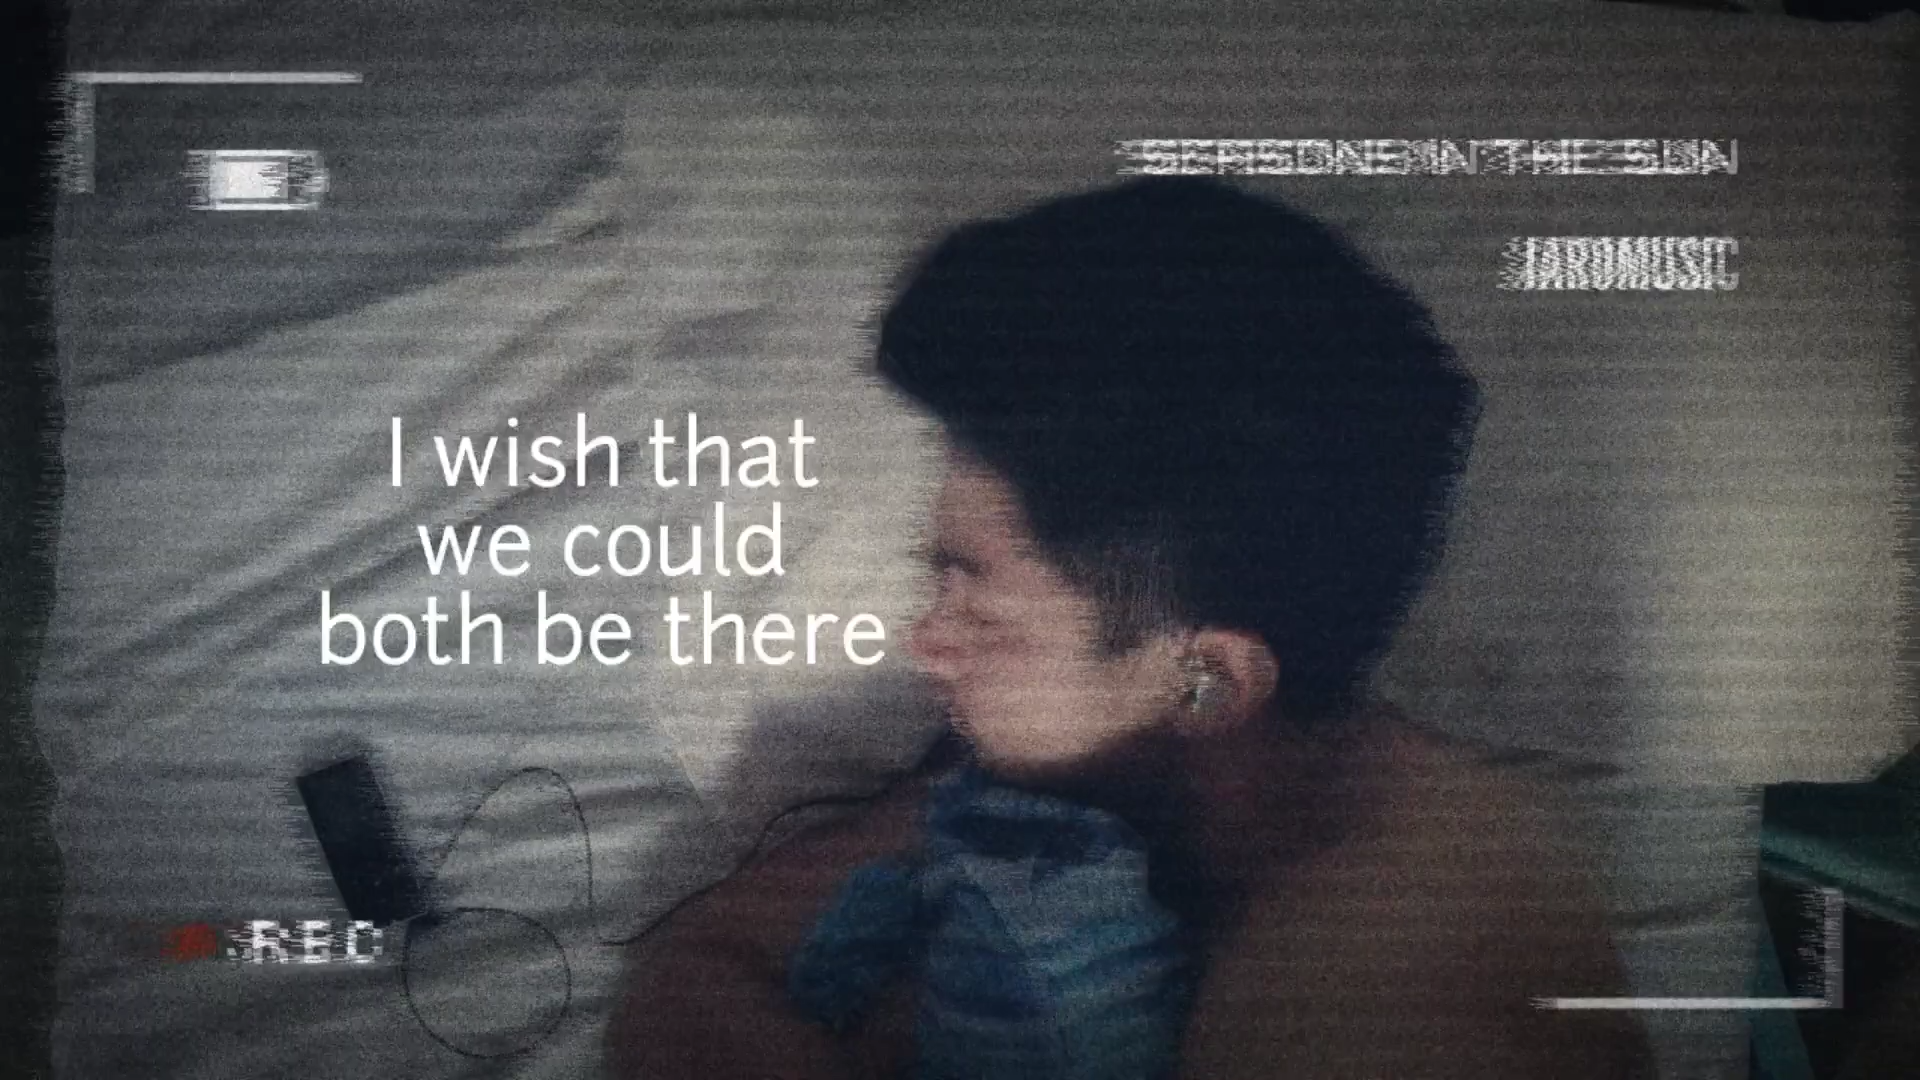 SEASONS IN THE SUN
JAROMUSIC
I wish that
we could
both be there
REC